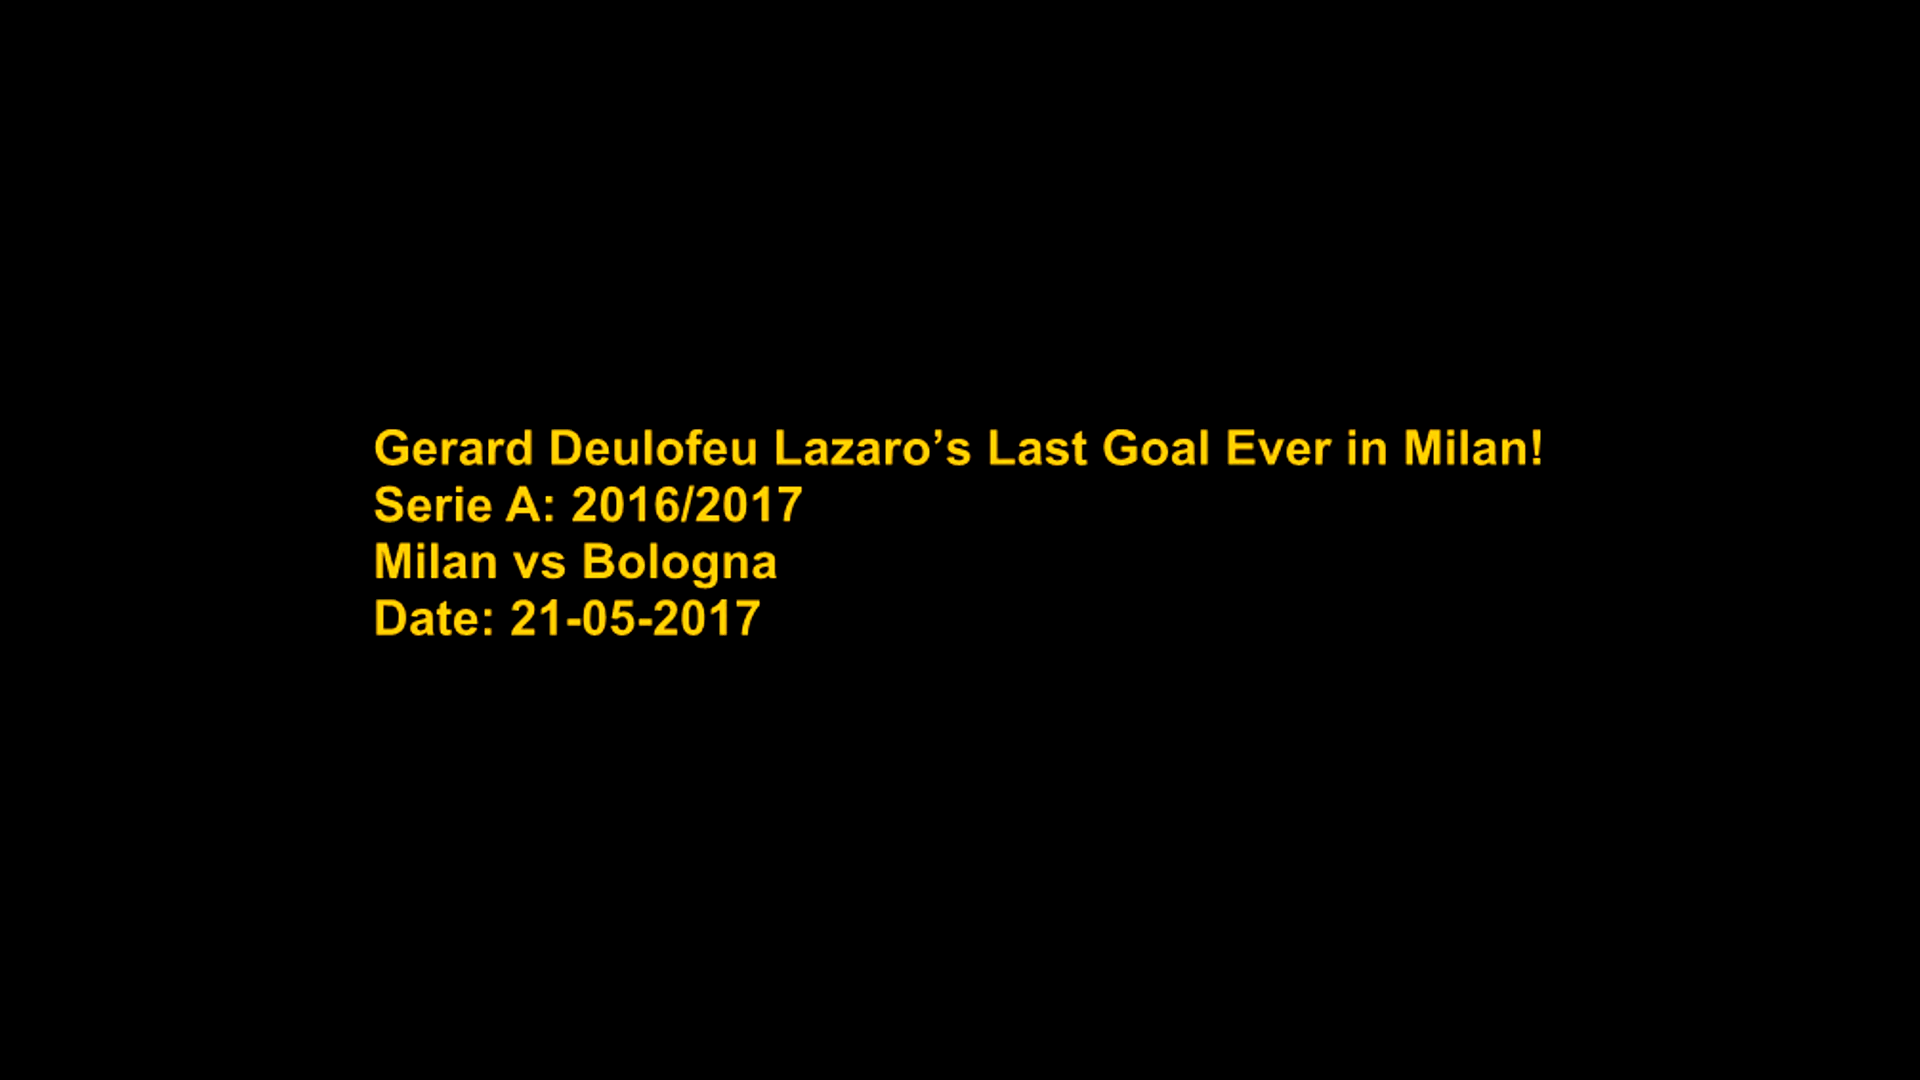 Gerard Deulofeu Lazaro’s Last Goal Ever in Milan!
Serie A: 2016/2017
Milan vs Bologna
Date: 21-05-2017